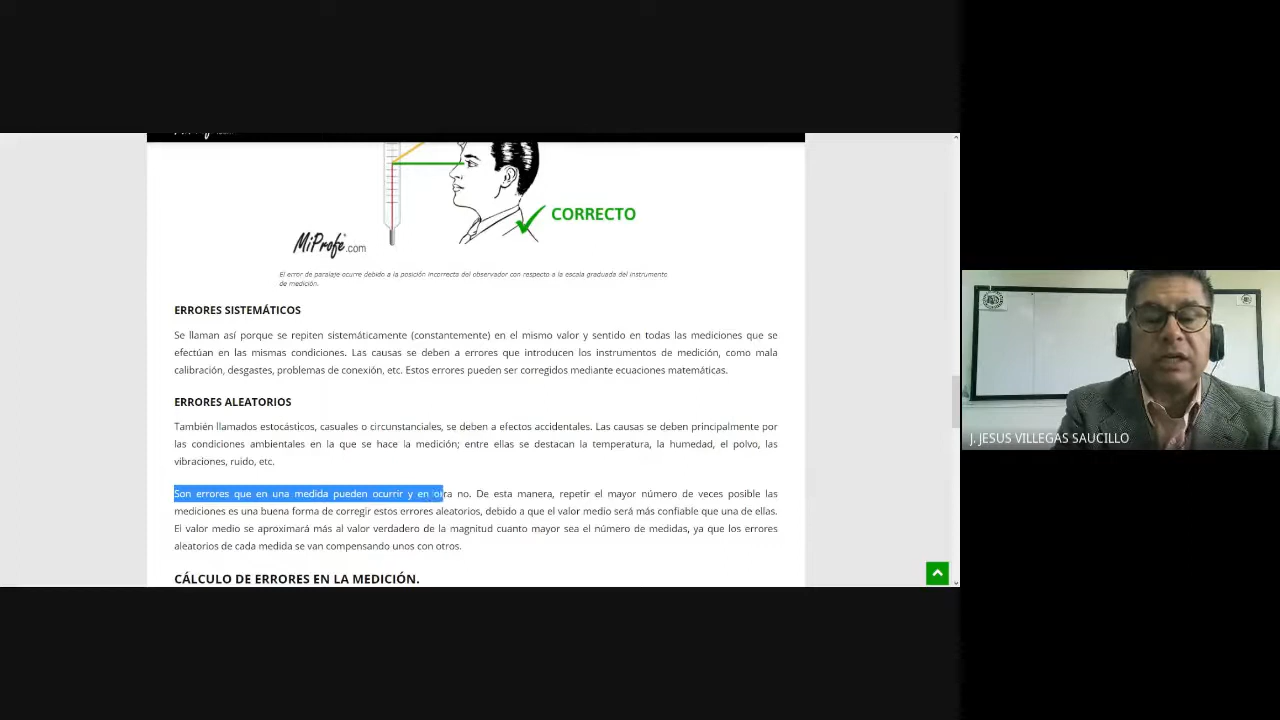 CORRECTO
MiProfe.com
El error de paralaje ocurre debido a la posición incorrecta del observador con respecto a la escala graduada del instrumento
de medición.
ERRORES SISTEMÁTICOS
Se llaman así porque se repiten sistemáticamente (constantemente) en el mismo valor y sentido en todas las mediciones que se
efectúan en las mismas condiciones. Las causas se deben a errores que introducen los instrumentos de medición, como mala
calibración, desgastes, problemas de conexión, etc. Estos errores pueden ser corregidos mediante ecuaciones matemáticas.
ERRORES ALEATORIOS
También llamados estocásticos, casuales o circunstanciales, se deben a efectos accidentales. Las causas se deben principalmente por
las condiciones ambientales en la que se hace la medición; entre ellas se destacan la temperatura, la humedad, el polvo, las
vibraciones, ruido, etc.
Son errores que en una medida pueden ocurrir y en otra no. De esta manera, repetir el mayor número de veces posible las
mediciones es una buena forma de corregir estos errores aleatorios, debido a que el valor medio será más confiable que una de ellas.
El valor medio se aproximará más al valor verdadero de la magnitud cuanto mayor sea el número de medidas, ya que los errores
aleatorios de cada medida se van compensando unos con otros.
CÁLCULO DE ERRORES EN LA MEDICIÓN.
J. JESUS VILLEGAS SAUCILLO